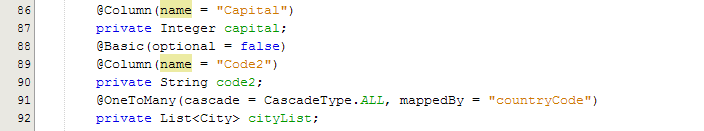 86 @Column(name = "Capital")
87 private Integer capital;
88 @Basic(optional = false)
89 @Column(name = "Code2")
90 private String code2;
91 @OneToMany(cascade = CascadeType.ALL, mappedBy = "countryCode")
92 private List<City> cityList;